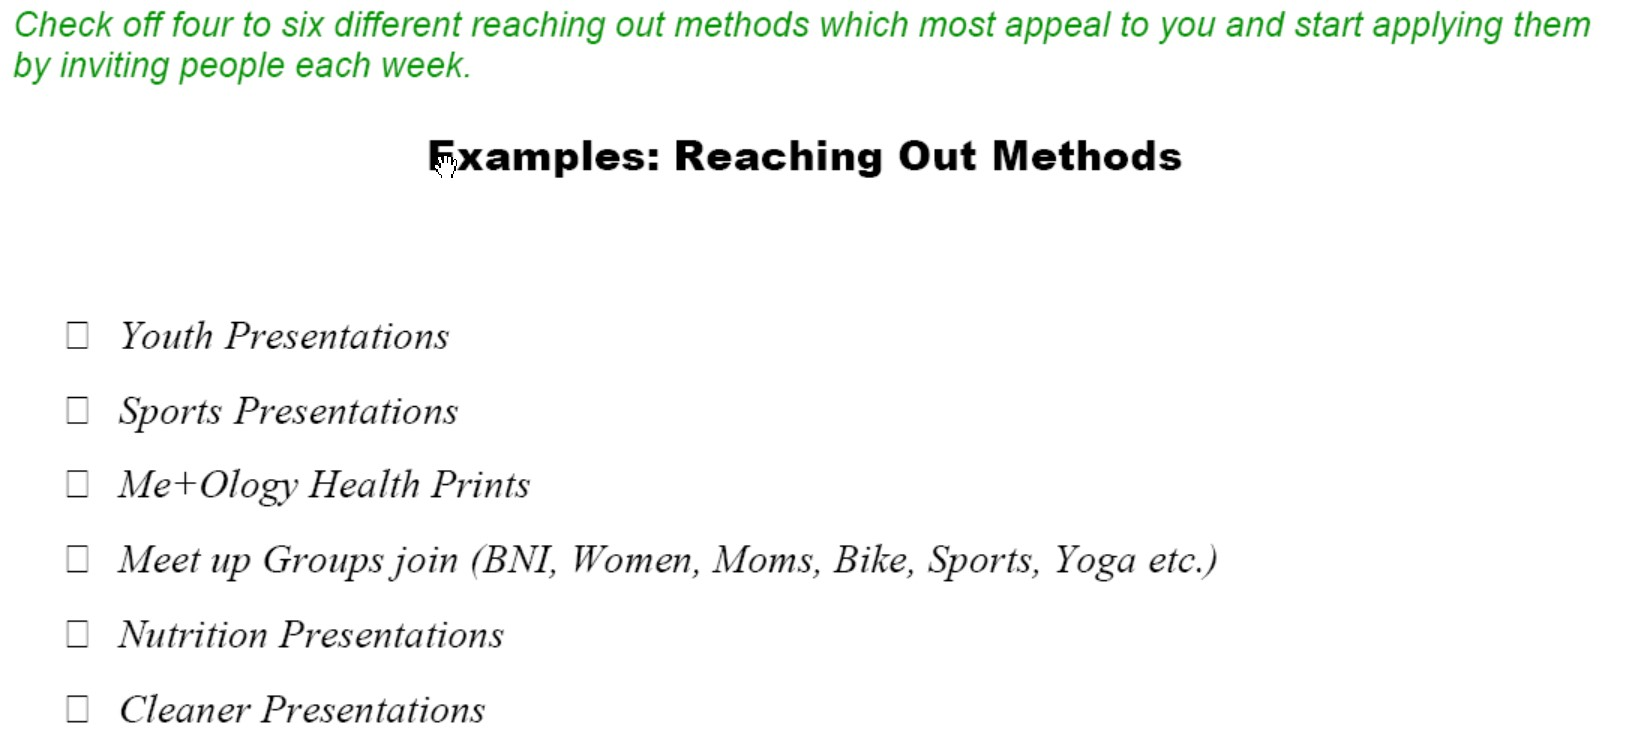 Check off four to six different reaching out methods which most appeal to you and start applying them
by inviting people each week.
Examples: Reaching Out Methods
Youth Presentations
Sports Presentations
Me+Ology Health Prints
Meet up Groups join (BNI, Women, Moms, Bike, Sports, Yoga etc.)
Nutrition Presentations
Cleaner Presentations